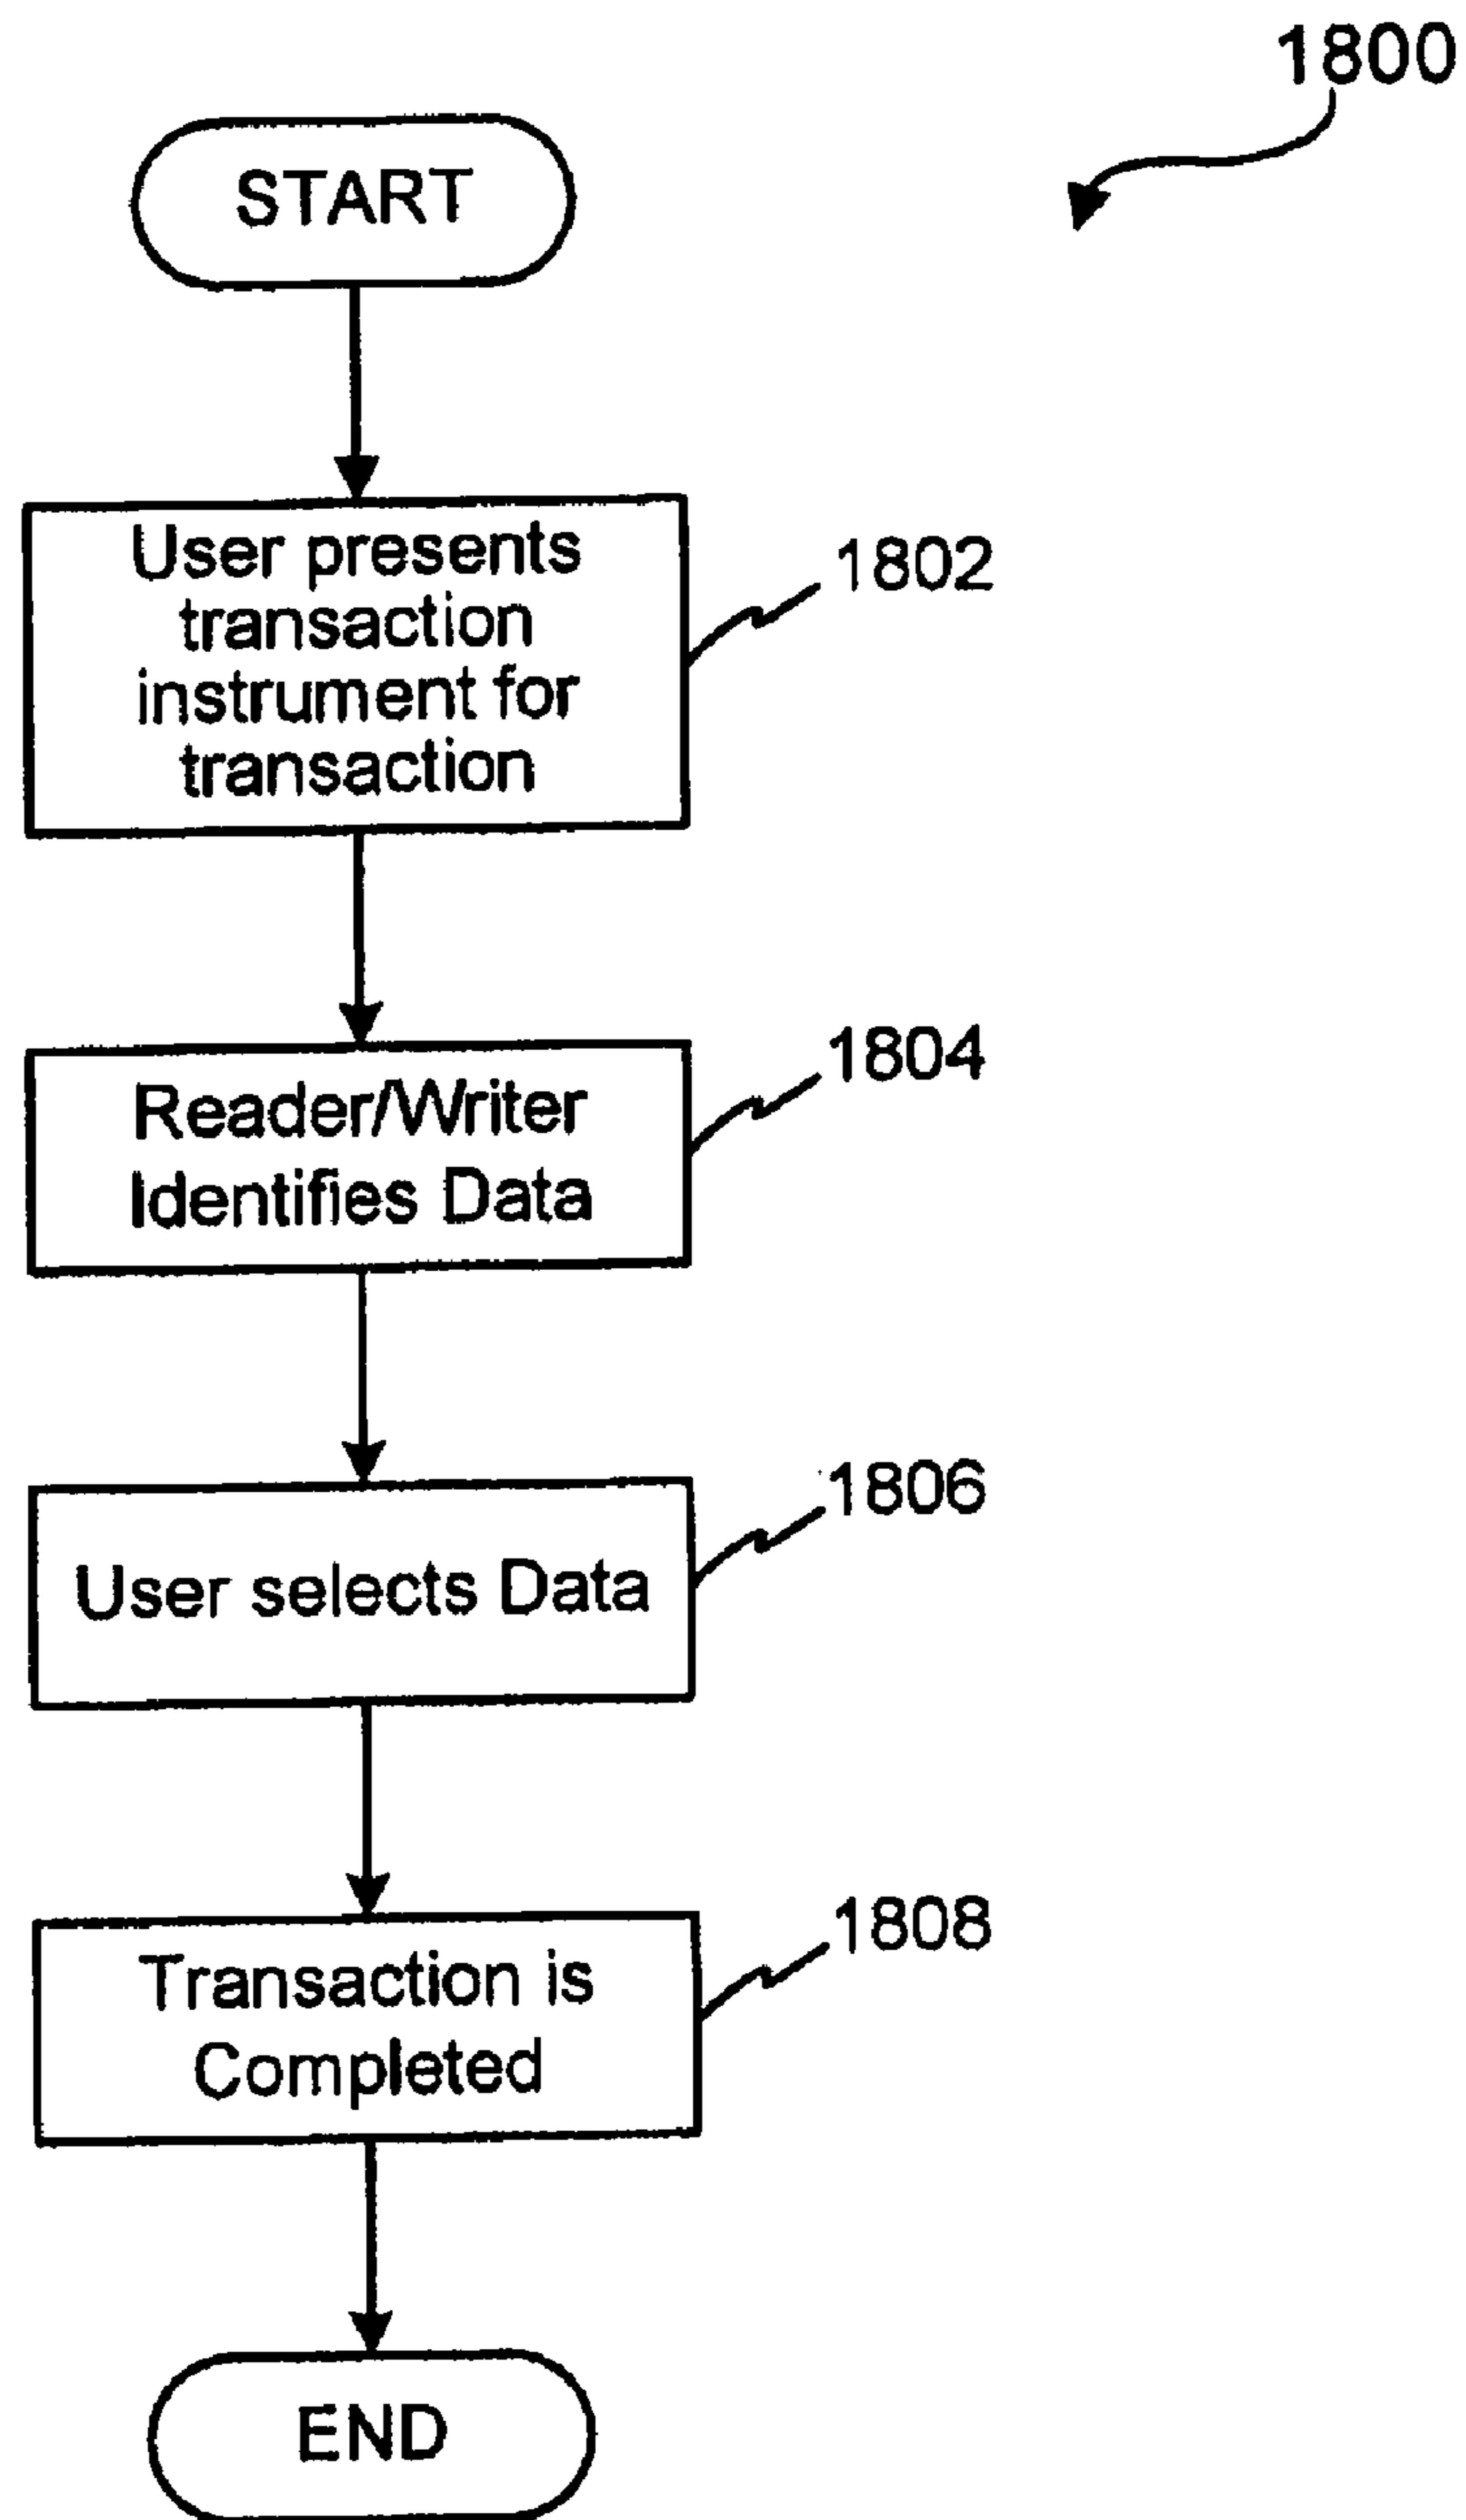 1800
START
User presents
transaction
instrument for
transaction
1802
Reader/Writer
Identifies Data
1804
User selects Data
1806
Transaction is
Completed
1808
END